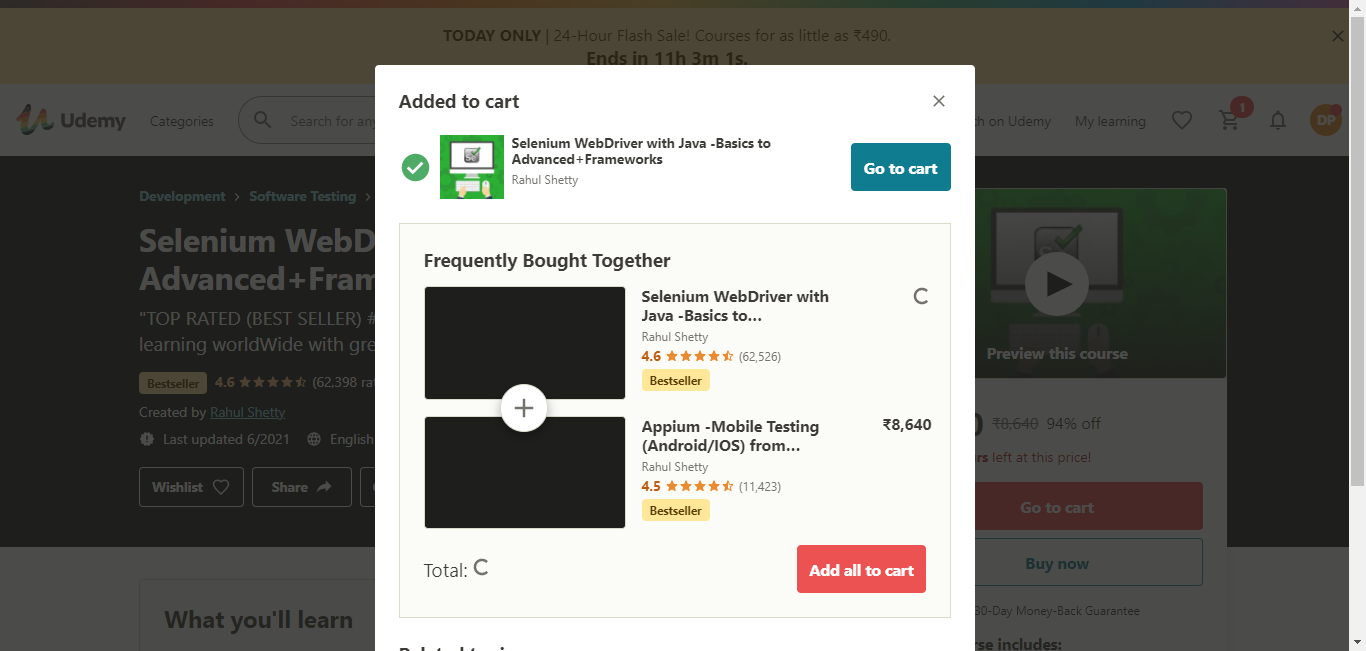 TODAY ONLY | 24-Hour Flash Sale! Courses for as little as ₹490.
Ends in 11h 3m 1s.
Udemy
Categories
Search for any
on Udemy
My learning
1
DP
Added to cart
Selenium WebDriver with Java -Basics to
Advanced+Frameworks
Rahul Shetty
Go to cart
Development > Software Testing >
Selenium WebD
Advanced+Fram
"TOP RATED (BEST SELLER) #
learning worldWide with gre
Bestseller 4.6 (62,398 rat
Created by Rahul Shetty
Last updated 6/2021 English
Wishlist
Share
What you'll learn
Frequently Bought Together
Selenium WebDriver with
Java -Basics to...
Rahul Shetty
4.6 (62,526)
Bestseller
Appium -Mobile Testing
(Android/IOS) from...
₹8,640
Rahul Shetty
4.5 (11,423)
Bestseller
Total:
Add all to cart
Preview this course
₹8,640 94% off
left at this price!
Go to cart
Buy now
30-Day Money-Back Guarantee
includes: